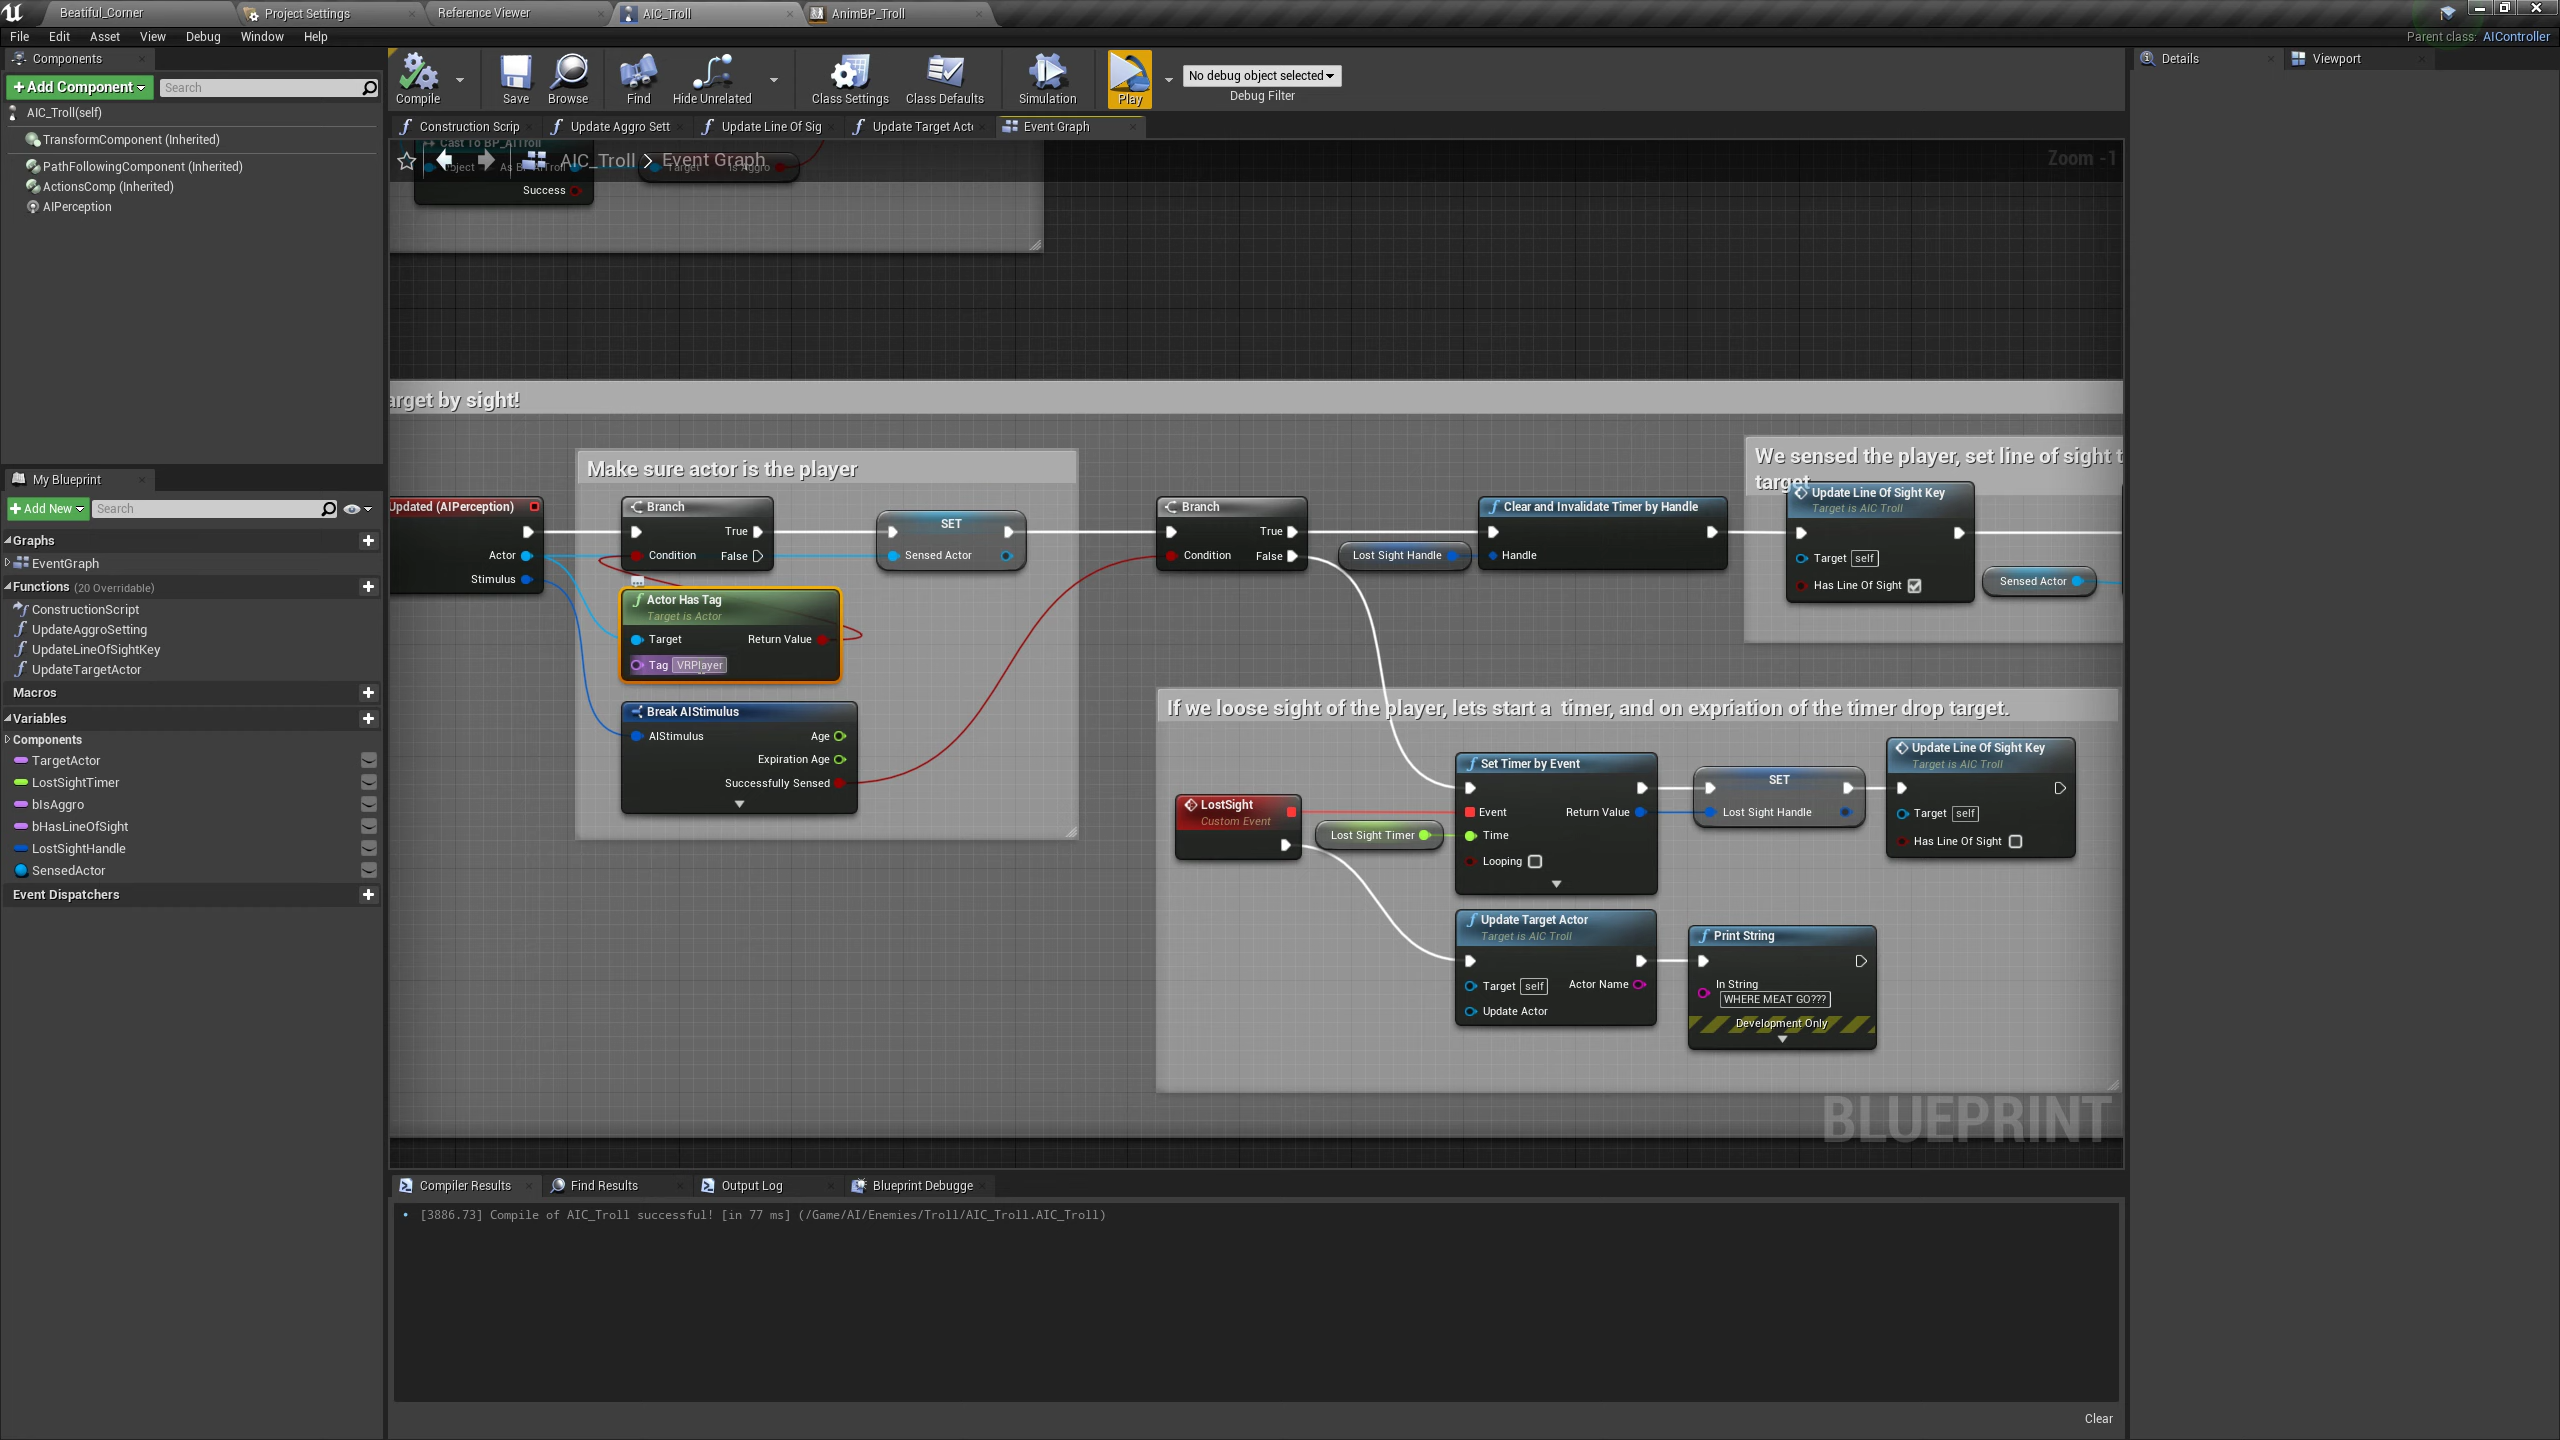 Beatiful_Corner
Project Settings
Reference Viewer
AIC_Troll
AnimBP_Troll
File Edit Asset View Debug Window Help
Parent class: AIController
Components
+Add Component
Search
AIC_Troll(self)
TransformComponent (Inherited)
PathFollowingComponent (Inherited)
ActionsComp (Inherited)
AIPerception
Compile
Save
Browse
Find
Hide Unrelated
Class Settings
Class Defaults
Simulation
Play
No debug object selected
Debug Filter
Details
Viewport
Construction Scrip
Update Aggro Sett
Update Line Of Sig
Update Target Act
Event Graph
AIC_Troll > Event Graph
Zoom -1
Cast To BP_AITroll
Target
Is Aggro
Success
My Blueprint
+Add New
Search
Graphs
EventGraph
Functions (20 Overridable)
ConstructionScript
UpdateAggroSetting
UpdateLineOfSightKey
UpdateTargetActor
Macros
Variables
Components
TargetActor
LostSightTimer
bIsAggro
bHasLineOfSight
LostSightHandle
SensedActor
Event Dispatchers
arget by sight!
Make sure actor is the player
Updated (AIPerception)
Actor
Stimulus
Branch
True
Condition
False
SET
Sensed Actor
Actor Has Tag
Target is Actor
Target
Return Value
Tag VRPlayer
Break AIStimulus
AIStimulus
Age
Expiration Age
Successfully Sensed
Branch
True
Condition
False
Lost Sight Handle
Clear and Invalidate Timer by Handle
Handle
We sensed the player, set line of sight t
target
Update Line Of Sight Key
Target is AIC Troll
Target self
Has Line Of Sight
Sensed Actor
If we loose sight of the player, lets start a timer, and on expriation of the timer drop target.
LostSight
Custom Event
Lost Sight Timer
Set Timer by Event
Event
Return Value
Time
Looping
SET
Lost Sight Handle
Update Line Of Sight Key
Target is AIC Troll
Target self
Has Line Of Sight
Update Target Actor
Target is AIC Troll
Target self
Actor Name
Update Actor
Print String
In String
WHERE MEAT GO???
Development Only
BLUEPRINT
Compiler Results
Find Results
Output Log
Blueprint Debugge
[3886.73] Compile of AIC_Troll successful! [in 77 ms] (/Game/AI/Enemies/Troll/AIC_Troll.AIC_Troll)
Clear